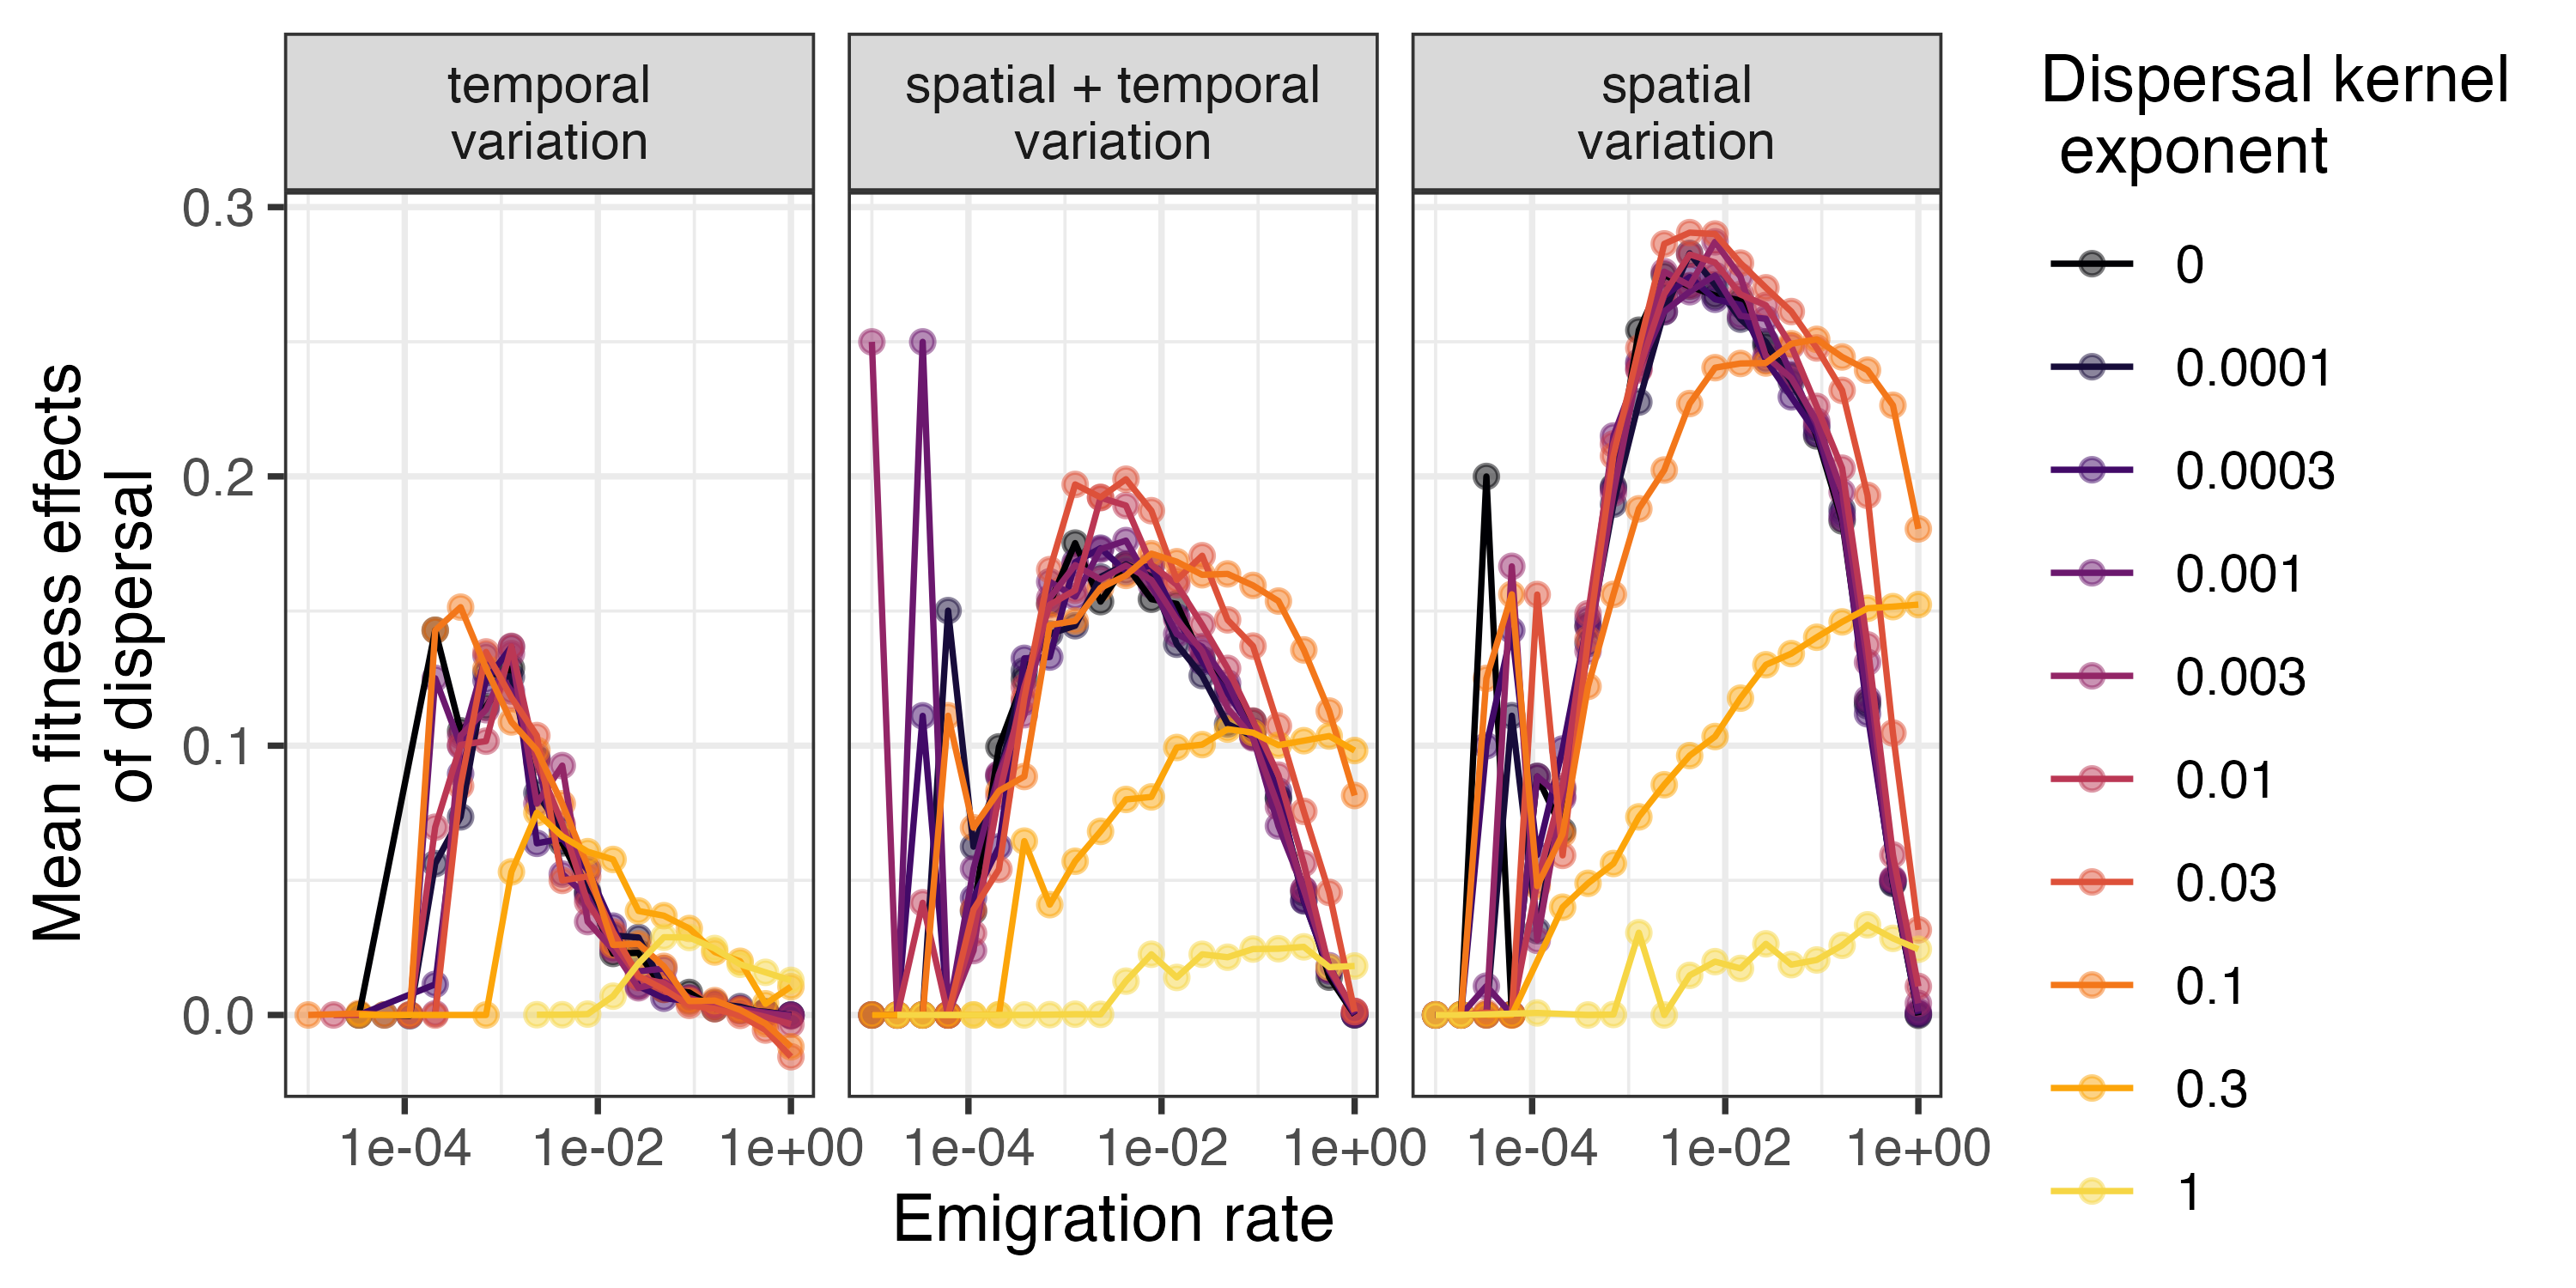 temporal
variation
spatial + temporal
variation
spatial
variation
Dispersal kernel
exponent
0
0.0001
0.0003
0.001
0.003
0.01
0.03
0.1
0.3
1
Mean fitness effects
of dispersal
0.3
0.2
0.1
0.0
1e-04 1e-02 1e+00
1e-04 1e-02 1e+00
1e-04 1e-02 1e+00
Emigration rate